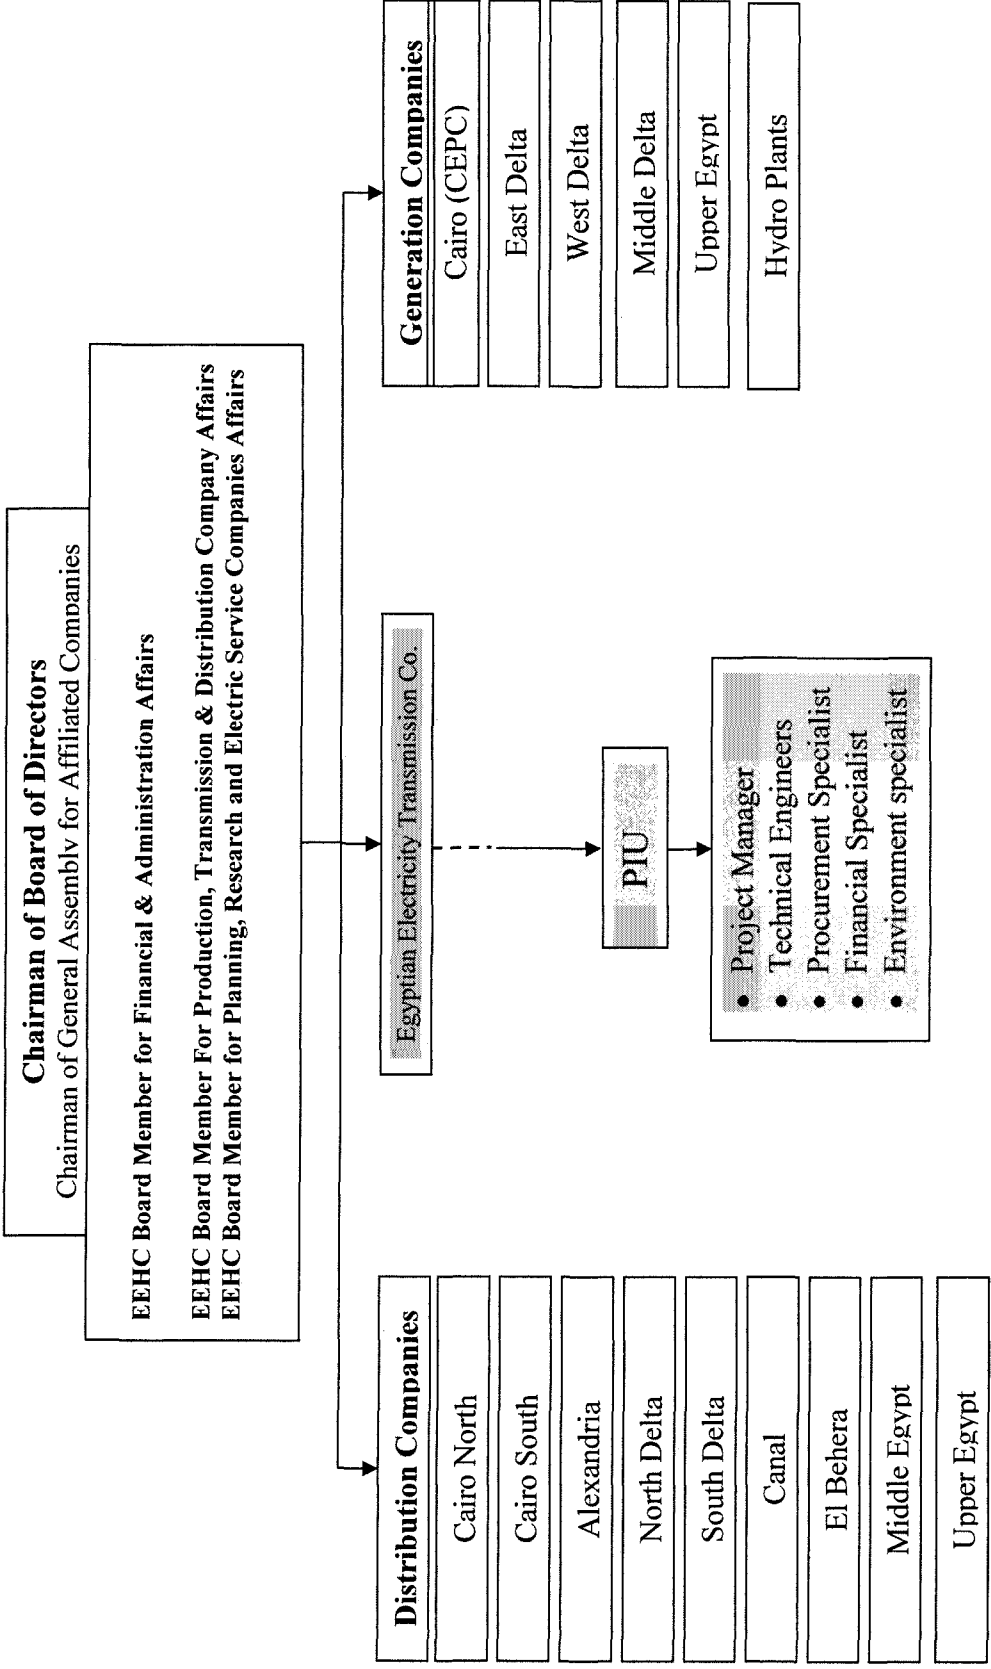 Chairman of Board of Directors
Chairman of General Assembly for Affiliated Companies
EEHC Board Member for Financial & Administration Affairs
EEHC Board Member For Production, Transmission & Distribution Company Affairs
EEHC Board Member for Planning, Research and Electric Service Companies Affairs
Distribution Companies
Cairo North
Cairo South
Alexandria
North Delta
South Delta
Canal
El Behera
Middle Egypt
Upper Egypt
Egyptian Electricity Transmission Co.
PIU
• Project Manager
• Technical Engineers
• Procurement Specialist
• Financial Specialist
• Environment specialist
Generation Companies
Cairo (CEPC)
East Delta
West Delta
Middle Delta
Upper Egypt
Hydro Plants